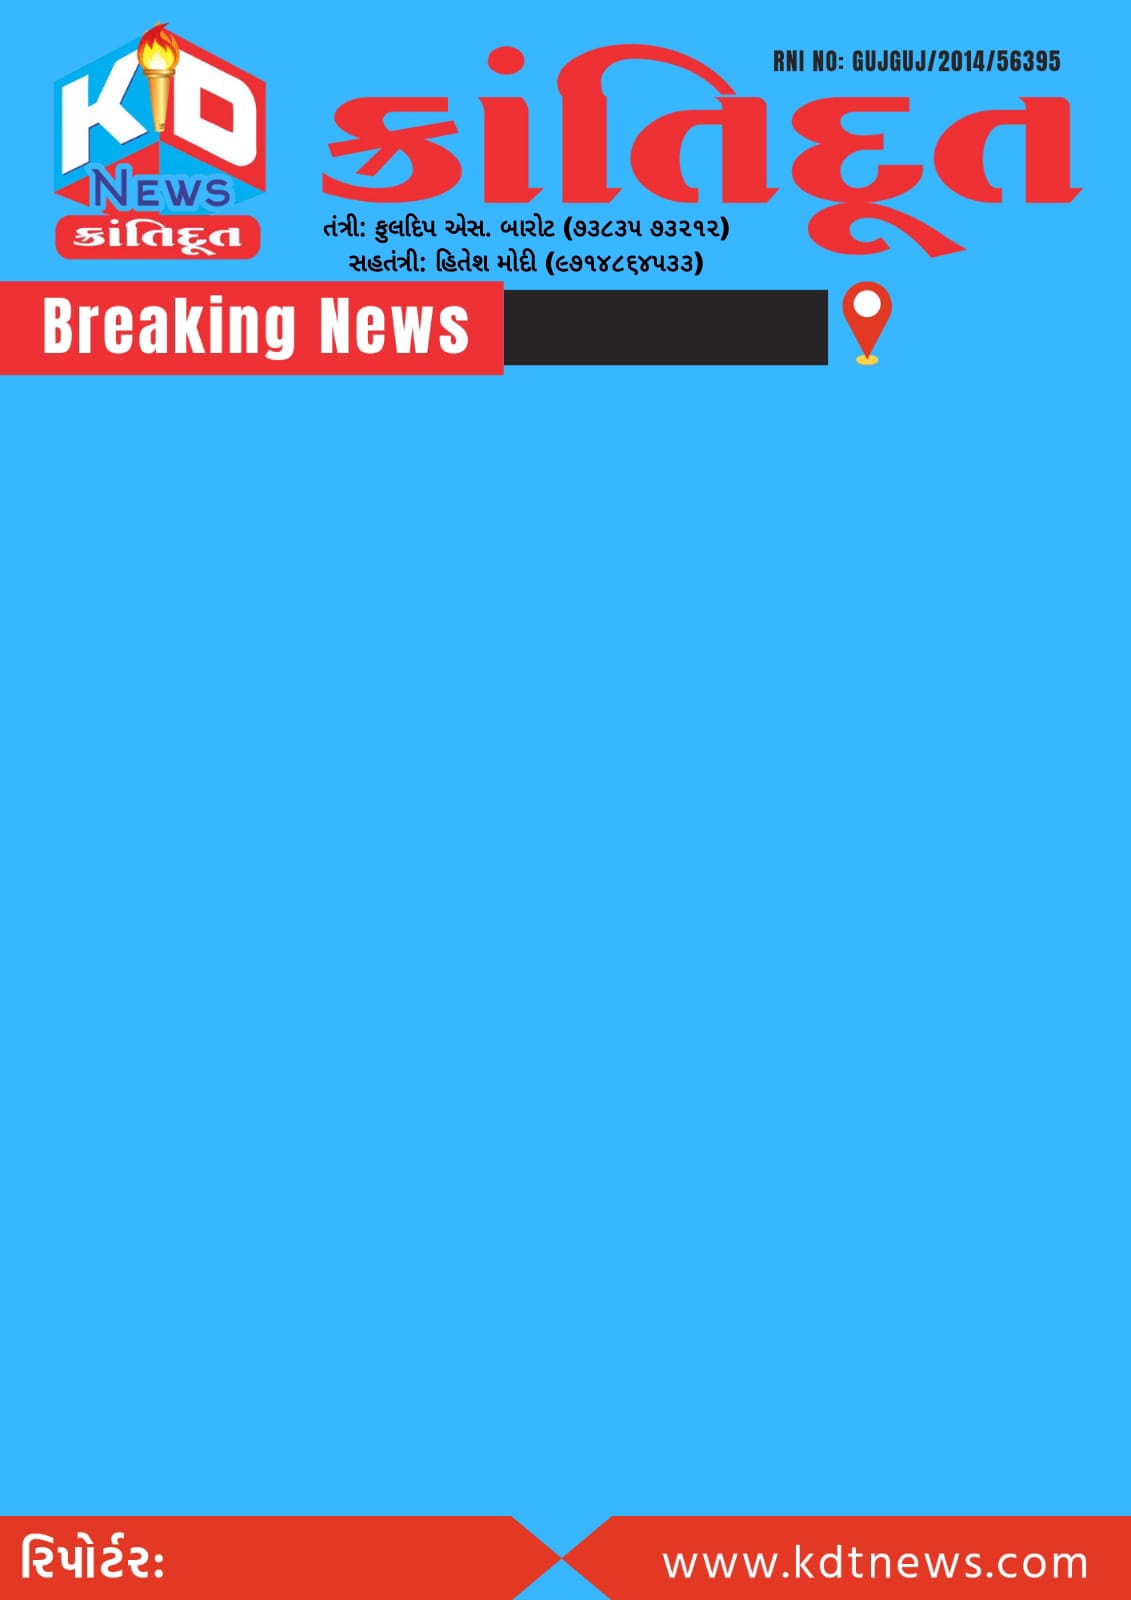 KD
NEWS
ક્રાંતિદૂત
RNI NO: GUJGUJ/2014/56395
ક્રાંતિદૂત
તંત્રી: કુલદિપ એસ. બારોટ (૭૩૮૩૫ ૭૩૨૧૨)
સહતંત્રી: હિતેશ મોદી (૯૭૧૪૮૬૪૫૩૩)
Breaking News
રિપોર્ટર:
www.kdtnews.com